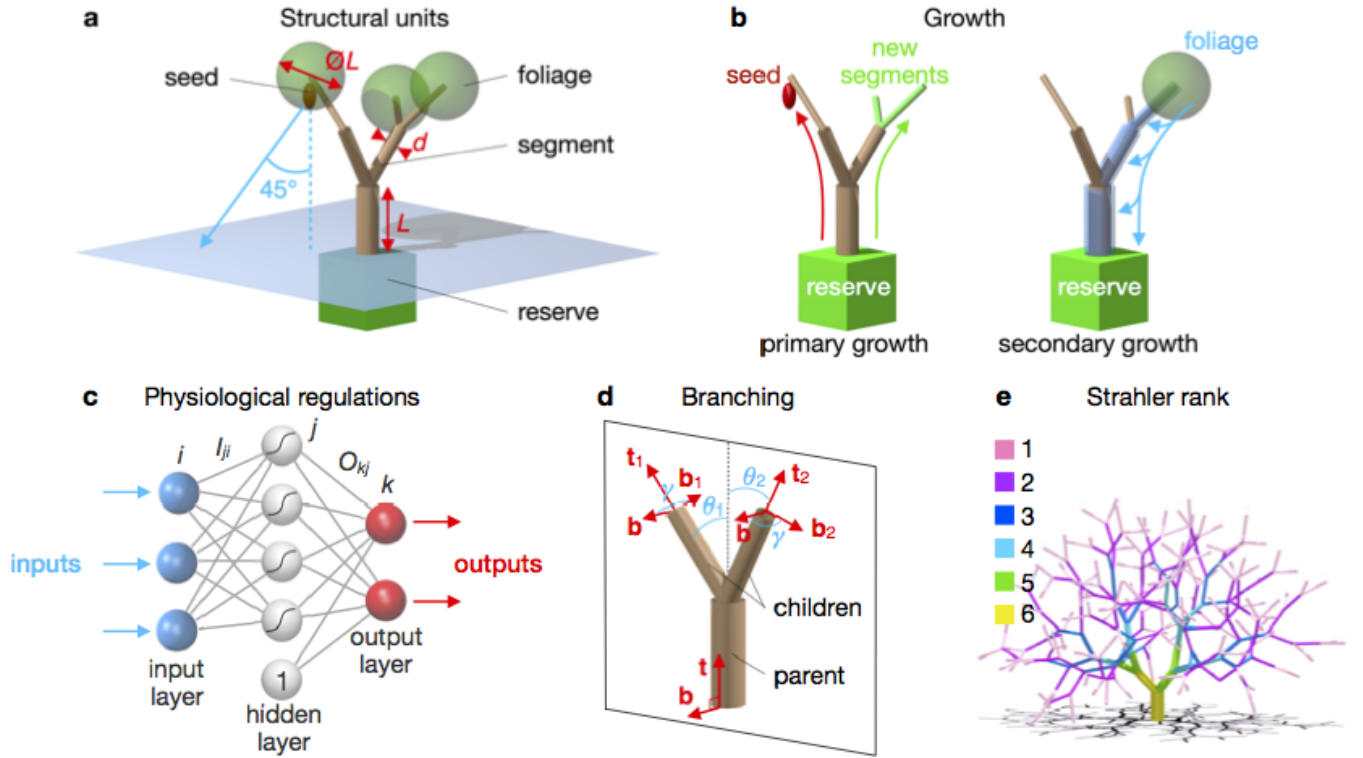 a Structural units
seed
ØL
foliage
d
segment
45°
L
reserve
b Growth
seed
new
segments
foliage
reserve
reserve
primary growth
secondary growth
c Physiological regulations
i
Iji
j
Okj
k
inputs
outputs
input
layer
1
hidden
layer
output
layer
d Branching
t1
b1
γ
θ1
b
θ2
t2
b
γ
b2
children
t
parent
b
e Strahler rank
1
2
3
4
5
6